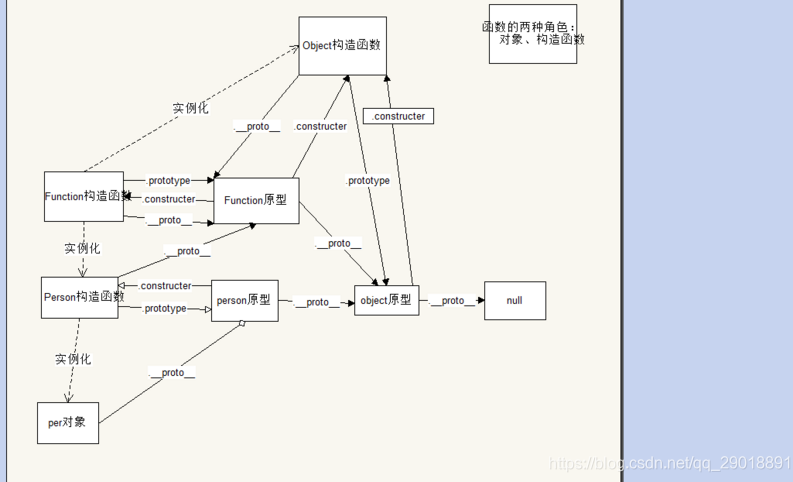 函数的两种角色：
对象、构造函数
Object构造函数
实例化
.__proto__
.constructer
.constructer
.prototype
Function构造函数
.prototype
.constructer
.__proto__
Function原型
实例化
.__proto__
.__proto__
Person构造函数
.constructer
.prototype
person原型
.__proto__
object原型
.__proto__
null
实例化
.__proto__
per对象
https://blog.csdn.net/qq_29018891